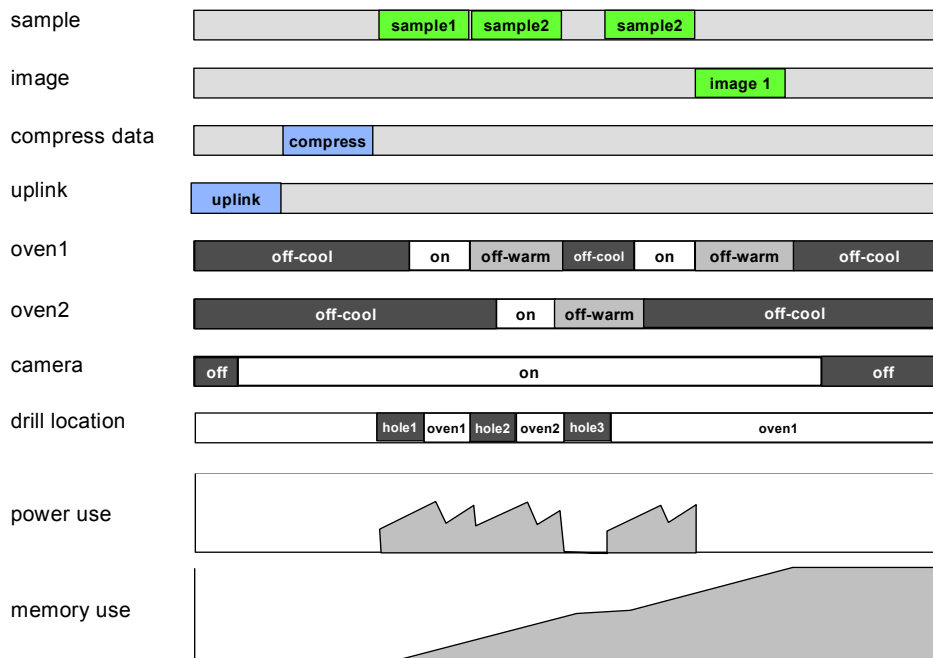 sample
sample1 sample2 sample2
image
image 1
compress data
compress
uplink
uplink
oven1
off-cool on off-warm off-cool on off-warm off-cool
oven2
off-cool on off-warm off-cool
camera
off on off
drill location
hole1 oven1 hole2 oven2 hole3 oven1
power use
memory use